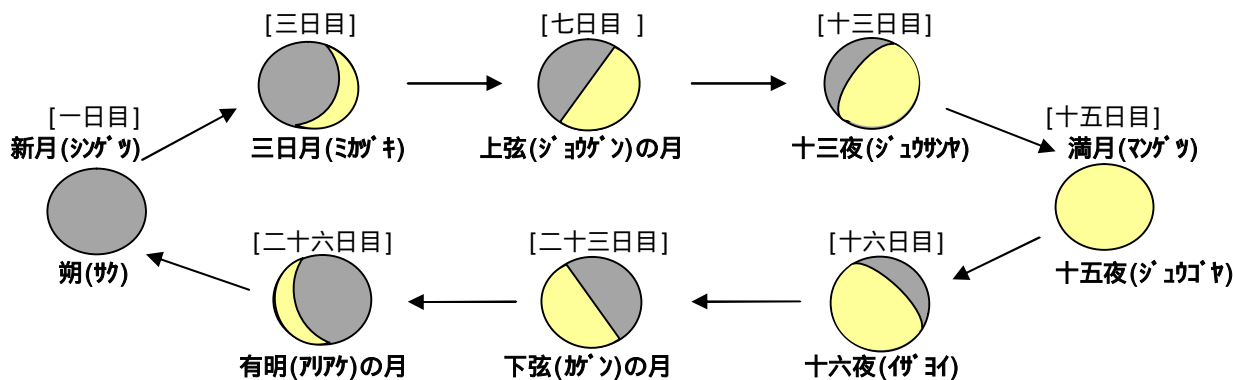 [三日目]
[七日目 ]
[十三日目]
[一日目]
新月(ｼﾝｹﾞﾂ)
三日月(ﾐｶﾂﾞｷ)
上弦(ｼﾞｮｳｹﾞﾝ)の月
十三夜(ｼﾞｭｳｻﾝﾔ)
[十五日目]
満月(ﾏﾝｹﾞﾂ)
朔(ｻｸ)
[二十六日目]
[二十三日目]
[十六日目]
十五夜(ｼﾞｭｳｺﾞﾔ)
有明(ｱﾘｱｹ)の月
下弦(ｶｹﾞﾝ)の月
十六夜(ｲｻﾞﾖｲ)